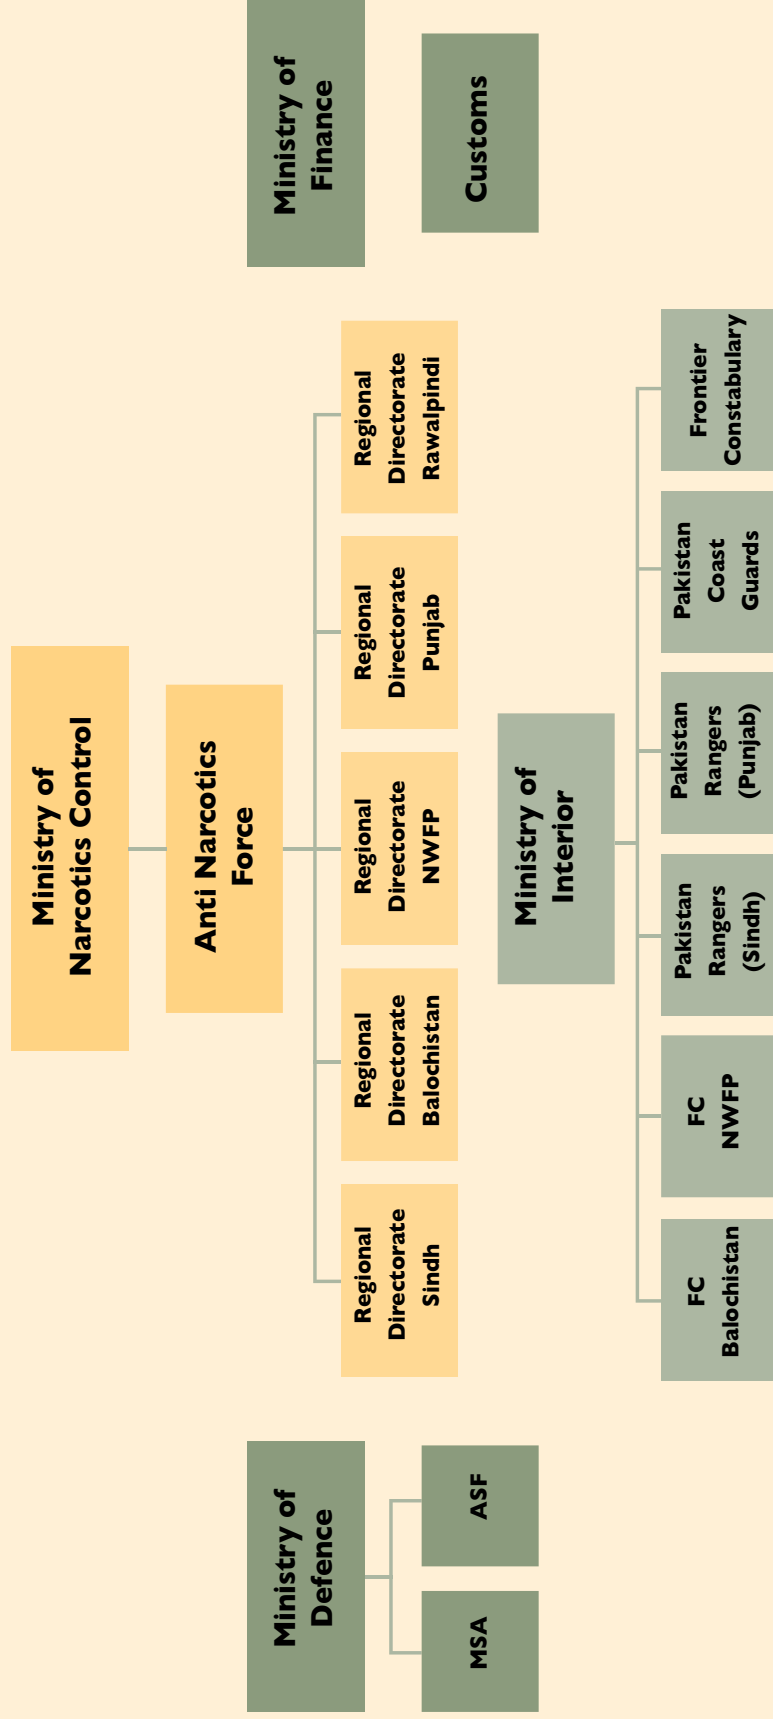 Ministry of
Narcotics Control
Anti Narcotics
Force
Ministry of
Defence
MSA
ASF
Regional
Directorate
Sindh
Regional
Directorate
Balochistan
Regional
Directorate
NWFP
Regional
Directorate
Punjab
Regional
Directorate
Rawalpindi
Ministry of
Finance
Customs
Ministry of
Interior
FC
Balochistan
FC
NWFP
Pakistan
Rangers
(Sindh)
Pakistan
Rangers
(Punjab)
Pakistan
Coast
Guards
Frontier
Constabulary